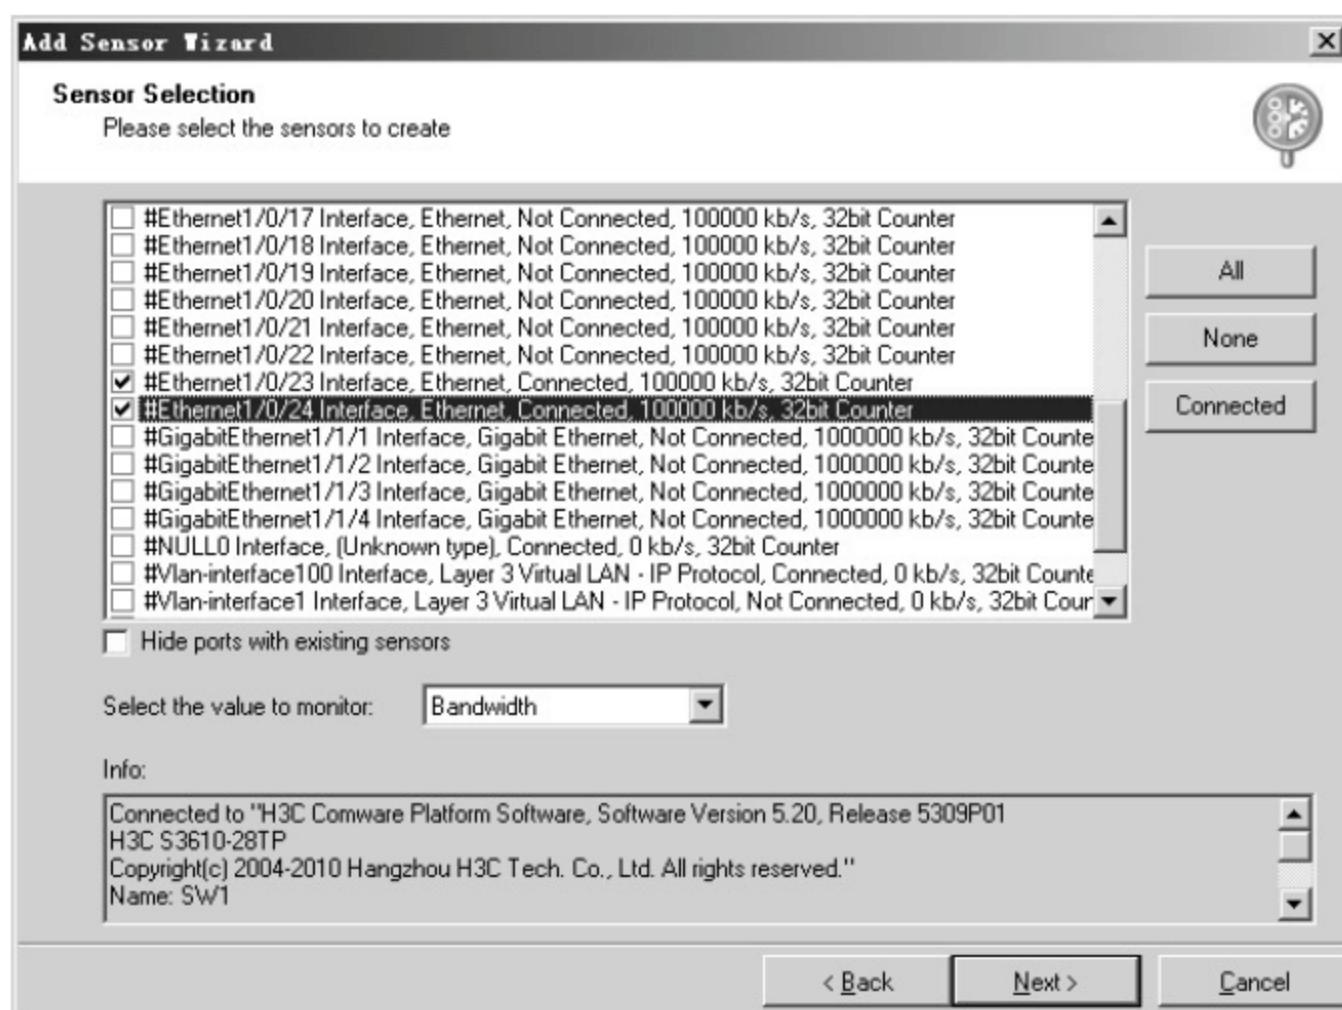 Add Sensor Wizard
Sensor Selection
Please select the sensors to create
#Ethernet1/0/17 Interface, Ethernet, Not Connected, 100000 kb/s, 32bit Counter
#Ethernet1/0/18 Interface, Ethernet, Not Connected, 100000 kb/s, 32bit Counter
#Ethernet1/0/19 Interface, Ethernet, Not Connected, 100000 kb/s, 32bit Counter
#Ethernet1/0/20 Interface, Ethernet, Not Connected, 100000 kb/s, 32bit Counter
#Ethernet1/0/21 Interface, Ethernet, Not Connected, 100000 kb/s, 32bit Counter
#Ethernet1/0/22 Interface, Ethernet, Not Connected, 100000 kb/s, 32bit Counter
#Ethernet1/0/23 Interface, Ethernet, Connected, 100000 kb/s, 32bit Counter
#Ethernet1/0/24 Interface, Ethernet, Connected, 100000 kb/s, 32bit Counter
#GigabitEthernet1/1/1 Interface, Gigabit Ethernet, Not Connected, 1000000 kb/s, 32bit Counte
#GigabitEthernet1/1/2 Interface, Gigabit Ethernet, Not Connected, 1000000 kb/s, 32bit Counte
#GigabitEthernet1/1/3 Interface, Gigabit Ethernet, Not Connected, 1000000 kb/s, 32bit Counte
#GigabitEthernet1/1/4 Interface, Gigabit Ethernet, Not Connected, 1000000 kb/s, 32bit Counte
#NULL0 Interface, (Unknown type), Connected, 0 kb/s, 32bit Counter
#Vlan-interface100 Interface, Layer 3 Virtual LAN - IP Protocol, Connected, 0 kb/s, 32bit Counte
#Vlan-interface1 Interface, Layer 3 Virtual LAN - IP Protocol, Not Connected, 0 kb/s, 32bit Cour
All
None
Connected
Hide ports with existing sensors
Select the value to monitor: Bandwidth
Info:
Connected to "H3C Comware Platform Software, Software Version 5.20, Release 5309P01
H3C S3610-28TP
Copyright(c) 2004-2010 Hangzhou H3C Tech. Co., Ltd. All rights reserved."
Name: SW1
< Back Next > Cancel